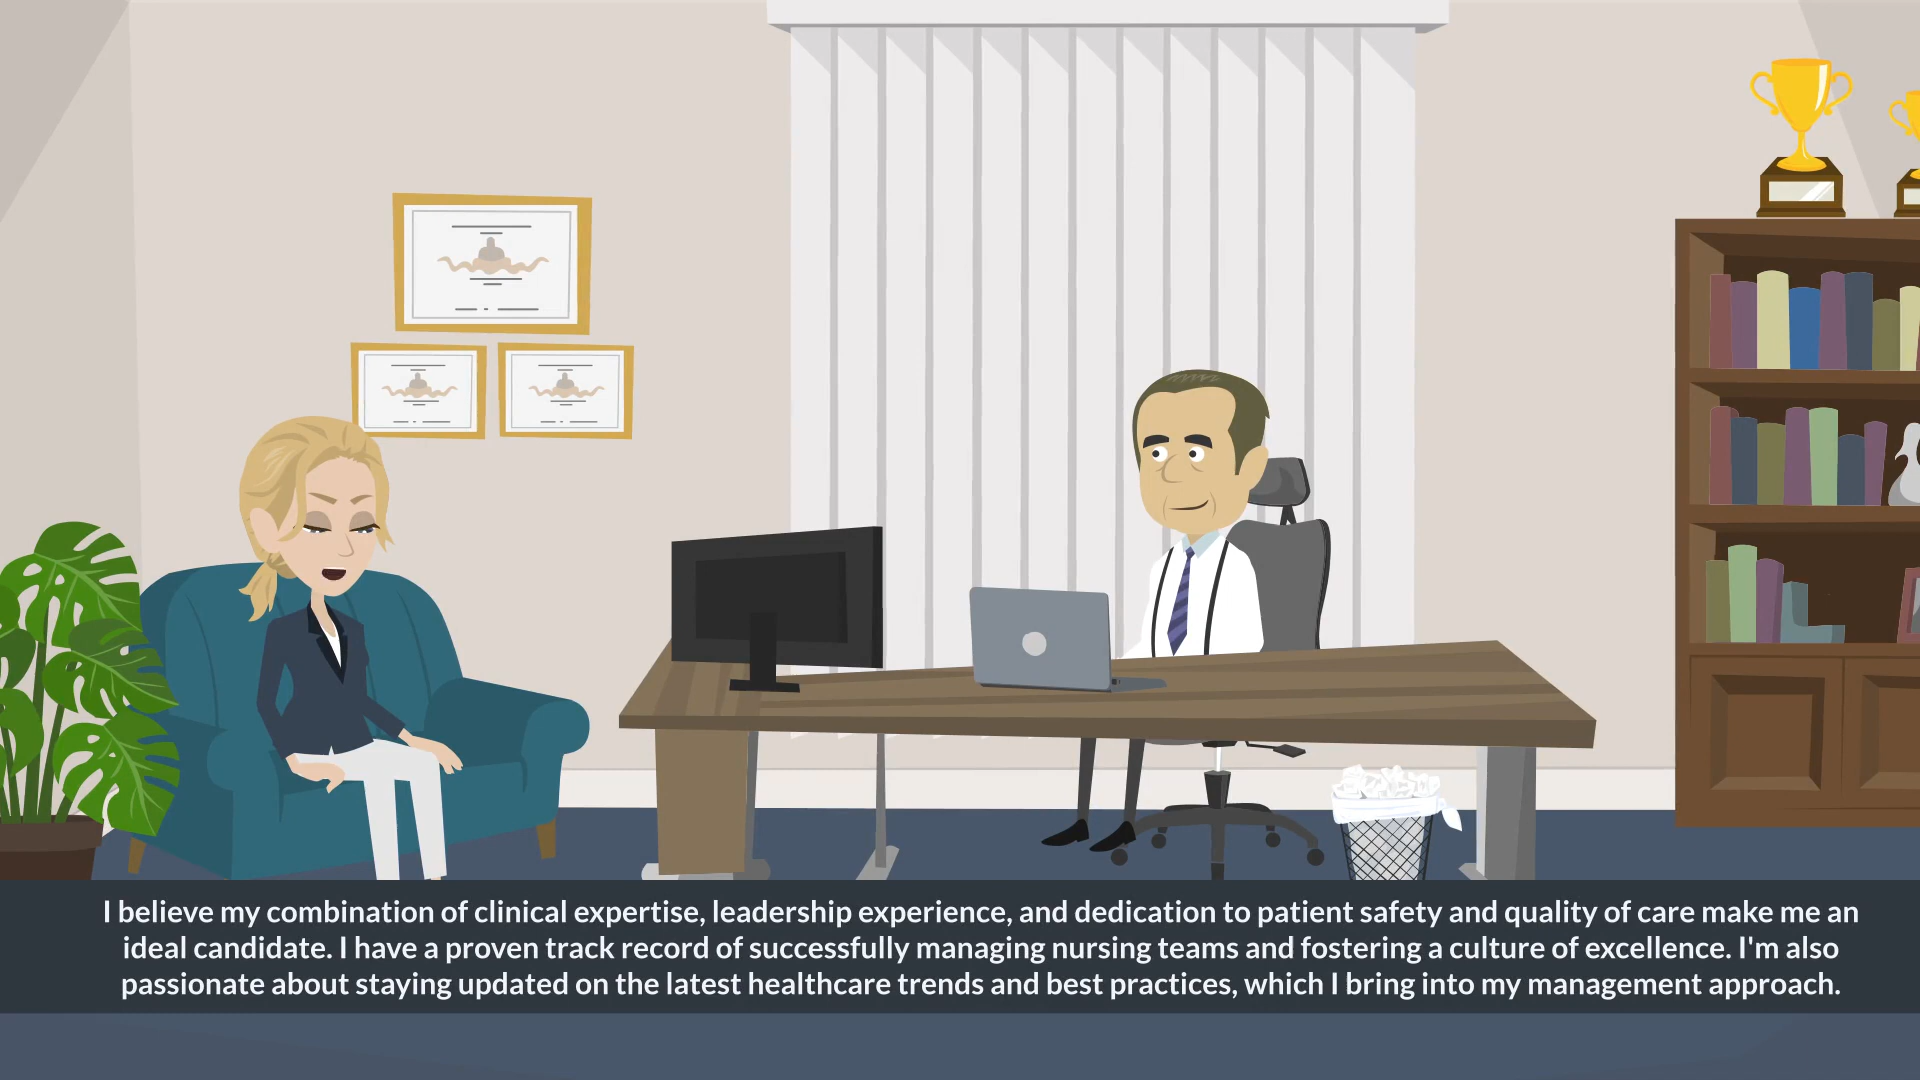 I believe my combination of clinical expertise, leadership experience, and dedication to patient safety and quality of care make me an
ideal candidate. I have a proven track record of successfully managing nursing teams and fostering a culture of excellence. I'm also
passionate about staying updated on the latest healthcare trends and best practices, which I bring into my management approach.